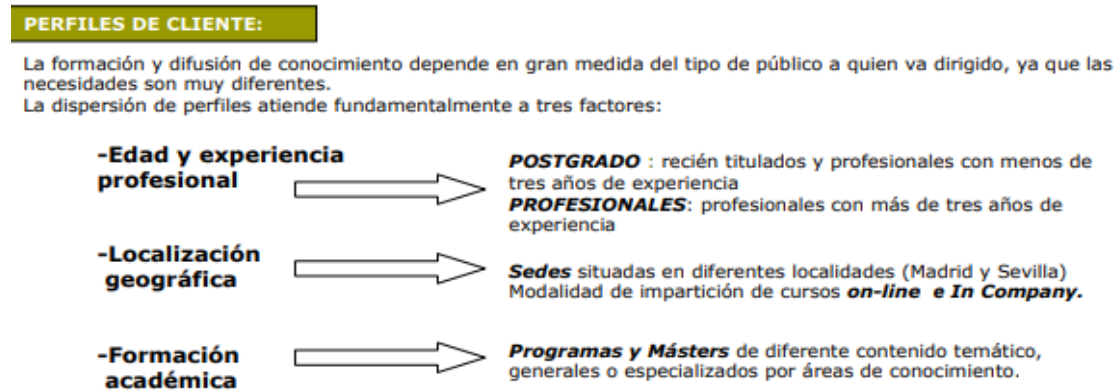 PERFILES DE CLIENTE:
La formación y difusión de conocimiento depende en gran medida del tipo de público a quien va dirigido, ya que las
necesidades son muy diferentes.
La dispersión de perfiles atiende fundamentalmente a tres factores:
-Edad y experiencia
profesional
POSTGRADO : recién titulados y profesionales con menos de
tres años de experiencia
PROFESIONALES: profesionales con más de tres años de
experiencia
-Localización
geográfica
Sedes situadas en diferentes localidades (Madrid y Sevilla)
Modalidad de impartición de cursos on-line e In Company.
-Formación
académica
Programas y Másters de diferente contenido temático,
generales o especializados por áreas de conocimiento.